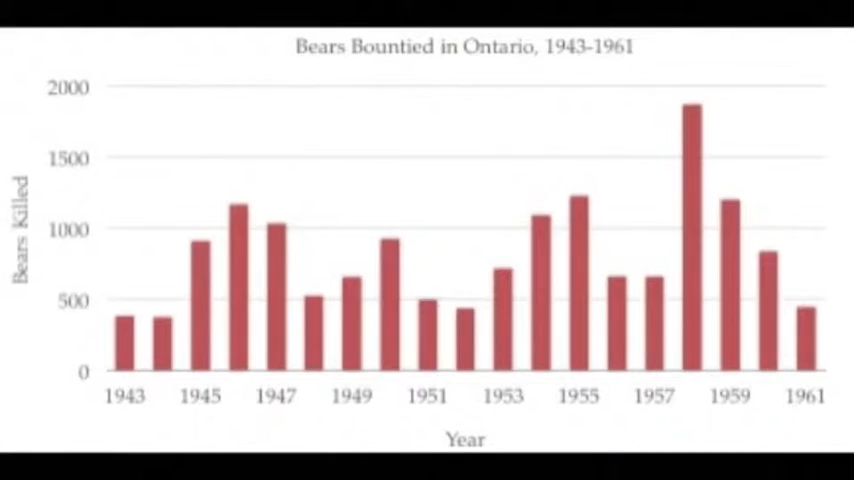 Bears Bountied in Ontario, 1943-1961
2000
1500
1000
500
0
Bears Killed
1943 1945 1947 1949 1951 1953 1955 1957 1959 1961
Year